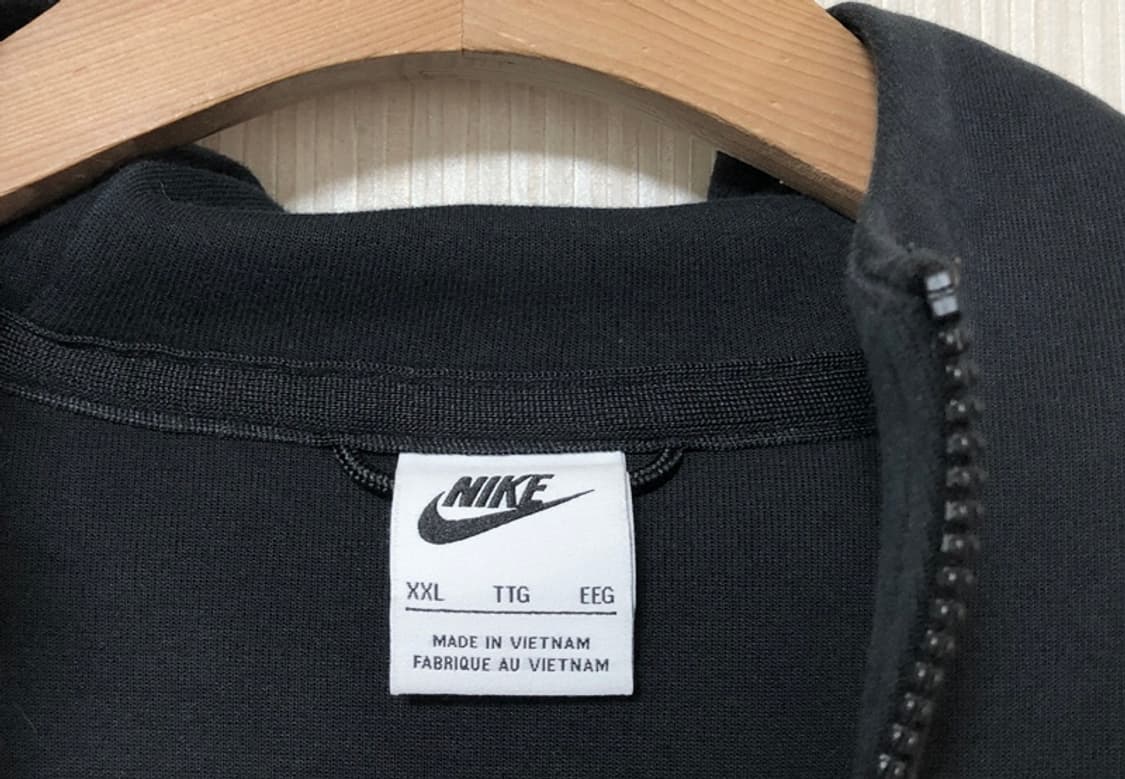 NIKE
XXL TTG EEG
MADE IN VIETNAM
FABRIQUE AU VIETNAM